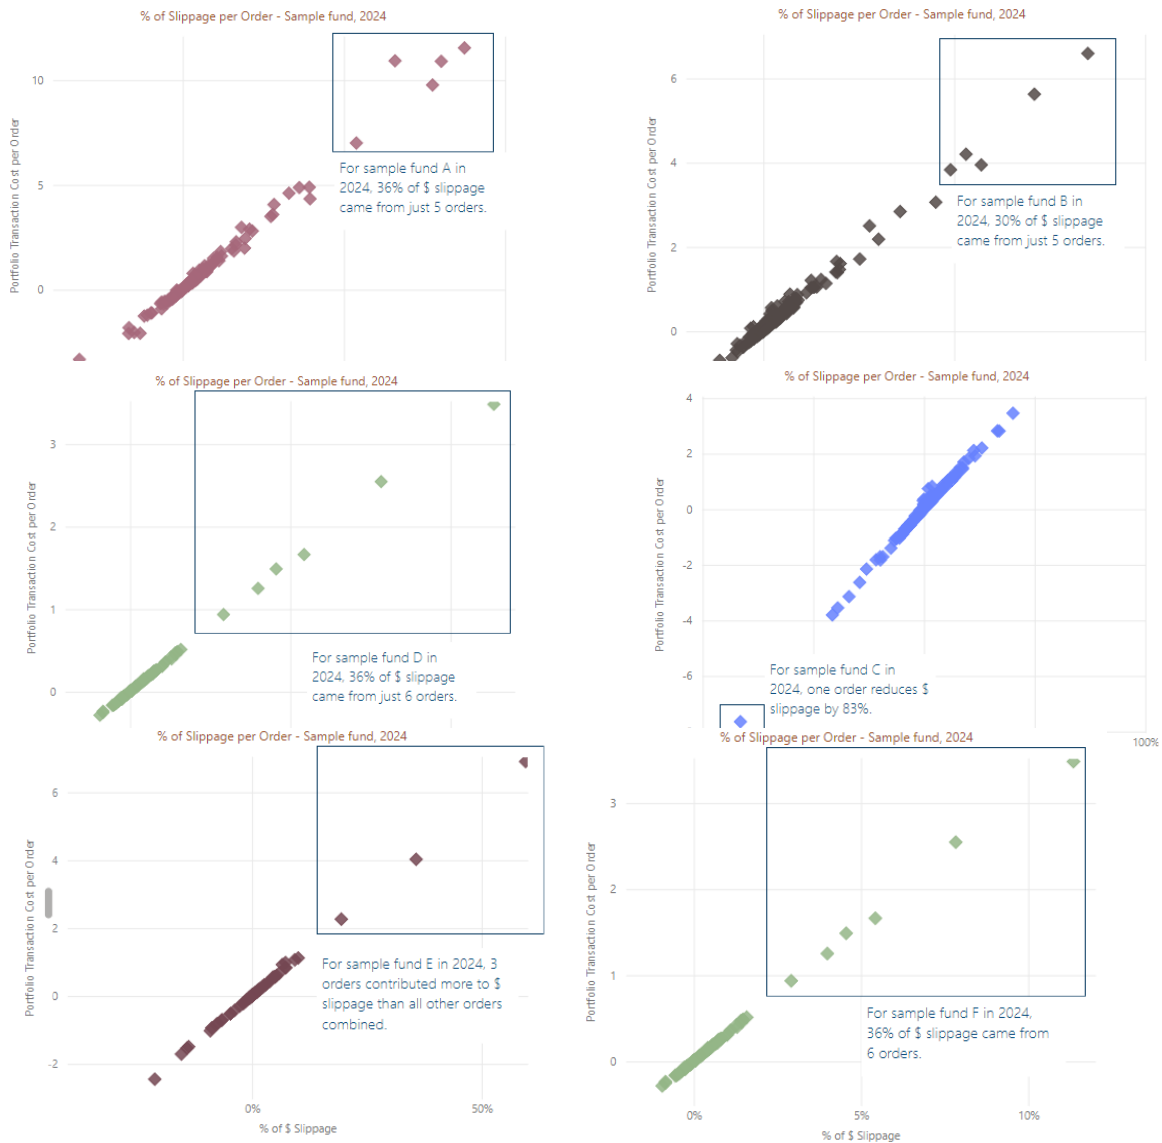 % of Slippage per Order - Sample fund, 2024
Portfolio Transaction Cost per Order
10
5
0
For sample fund A in
2024, 36% of $ slippage
came from just 5 orders.
% of Slippage per Order - Sample fund, 2024
Portfolio Transaction Cost per Order
6
4
2
0
For sample fund B in
2024, 30% of $ slippage
came from just 5 orders.
% of Slippage per Order - Sample fund, 2024
Portfolio Transaction Cost per Order
3
2
1
0
For sample fund D in
2024, 36% of $ slippage
came from just 6 orders.
% of Slippage per Order - Sample fund, 2024
Portfolio Transaction Cost per Order
4
2
0
-2
-4
-6
For sample fund C in
2024, one order reduces $
slippage by 83%.
100%
% of Slippage per Order - Sample fund, 2024
Portfolio Transaction Cost per Order
6
4
2
0
-2
For sample fund E in 2024, 3
orders contributed more to $
slippage than all other orders
combined.
0% 50%
% of $ Slippage
% of Slippage per Order - Sample fund, 2024
Portfolio Transaction Cost per Order
3
2
1
0
For sample fund F in 2024,
36% of $ slippage came from
6 orders.
0% 5% 10%
% of $ Slippage